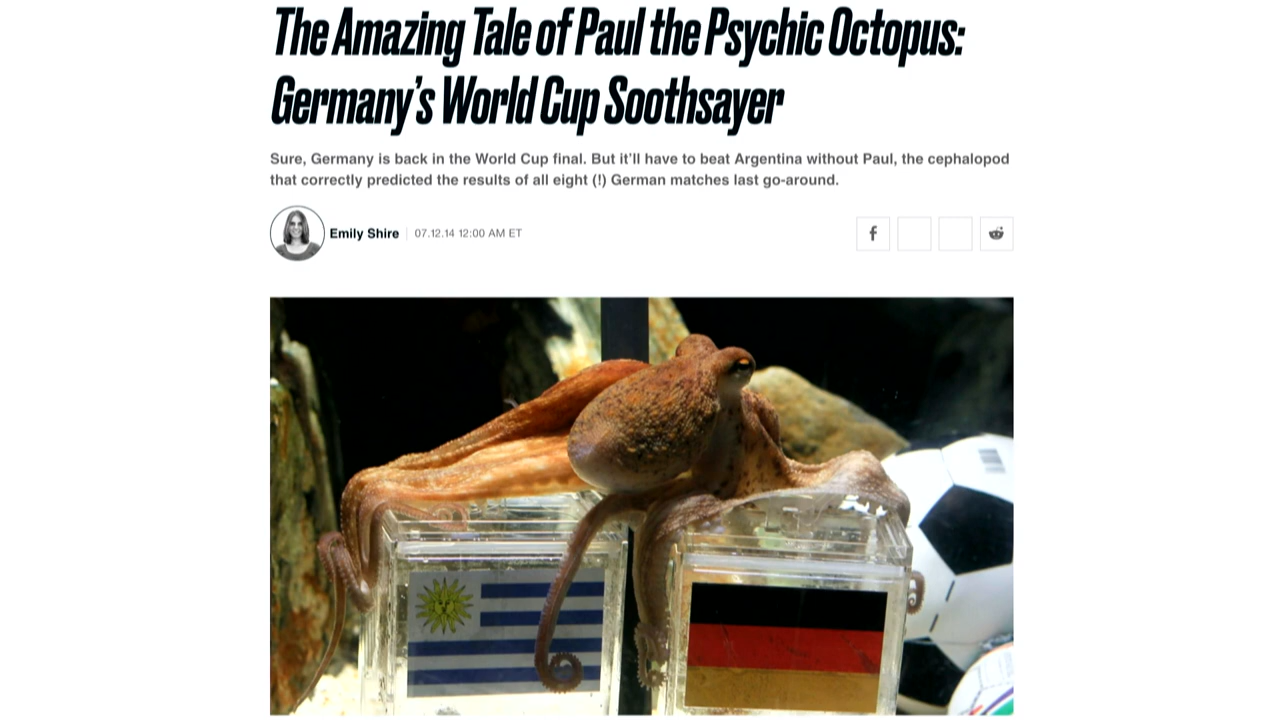 The Amazing Tale of Paul the Psychic Octopus:
Germany’s World Cup Soothsayer
Sure, Germany is back in the World Cup final. But it’ll have to beat Argentina without Paul, the cephalopod
that correctly predicted the results of all eight (!) German matches last go-around.
Emily Shire 07.12.14 12:00 AM ET